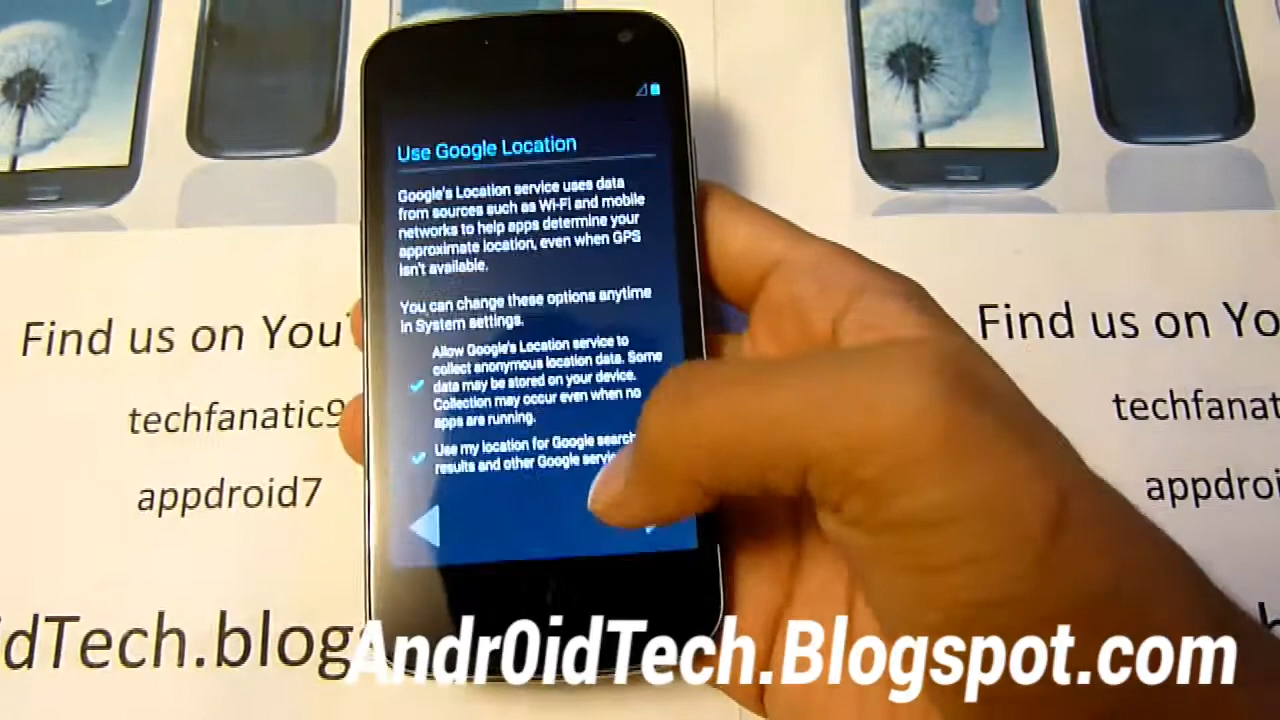 Use Google Location
Google's Location service uses data
from sources such as Wi-Fi and mobile
networks to help apps determine your
approximate location, even when GPS
isn't available.
You can change these options anytime
in System settings.
Allow Google's Location service to
collect anonymous location data. Some
data may be stored on your device.
Collection may occur even when no
apps are running.
Use my location for Google search
results and other Google servic
Find us on You
techfanatic9
appdroid7
idTech.blog
Find us on Yo
techfanat
appdroi
Andr0idTech.Blogspot.com